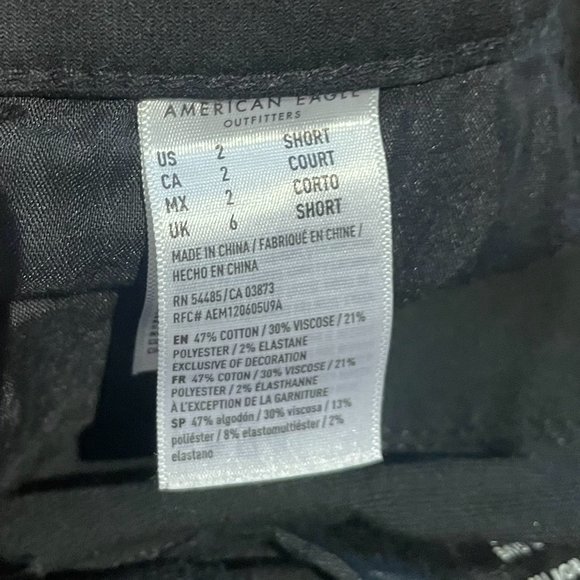 AMERICAN EAGLE
OUTFITTERS
US 2 SHORT
CA 2 COURT
MX 2 CORTO
UK 6 SHORT
MADE IN CHINA / FABRIQUÉ EN CHINE /
HECHO EN CHINA
RN 54485/CA 03873
RFC# AEM120605U9A
EN 47% COTTON / 30% VISCOSE / 21%
POLYESTER / 2% ELASTANE
EXCLUSIVE OF DECORATION
FR 47% COTON / 30% VISCOSE / 21%
POLYESTER / 2% ÉLASTHANNE
À L'EXCEPTION DE LA GARNITURE
SP 47% algodón / 30% viscosa / 13%
poliéster / 8% elastomultiéster / 2%
elastano